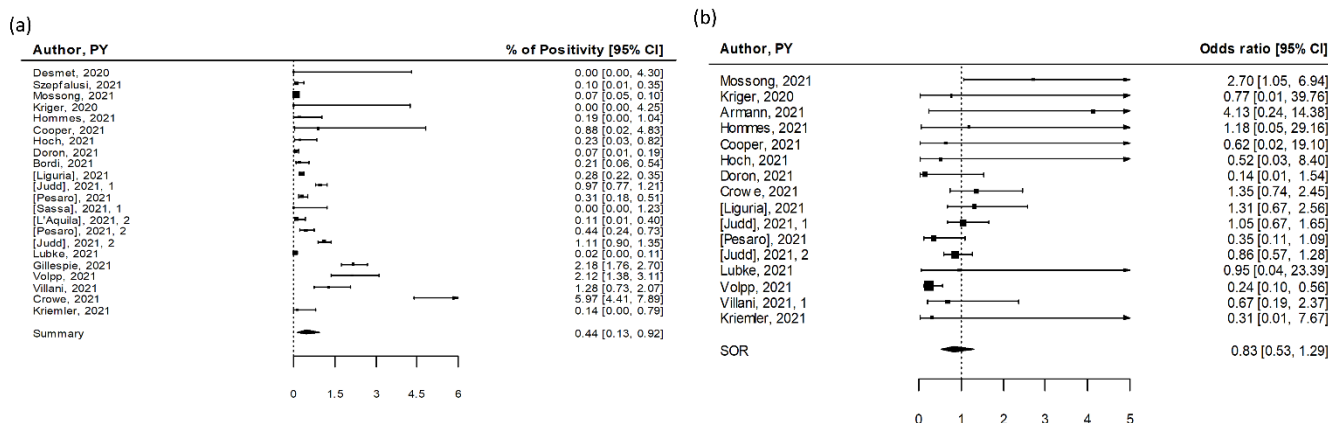 (a)
Author, PY % of Positivity [95% CI]
Desmet, 2020 0.00 [0.00, 4.30]
Szepfalusi, 2021 0.10 [0.01, 0.35]
Mossong, 2021 0.07 [0.05, 0.10]
Kriger, 2020 0.00 [0.00, 4.25]
Hommes, 2021 0.19 [0.00, 1.04]
Cooper, 2021 0.88 [0.02, 4.83]
Hoch, 2021 0.23 [0.03, 0.82]
Doron, 2021 0.07 [0.01, 0.19]
Bordi, 2021 0.21 [0.06, 0.54]
[Liguria], 2021 0.28 [0.22, 0.35]
[Judd], 2021, 1 0.97 [0.77, 1.21]
[Pesaro], 2021 0.31 [0.18, 0.51]
[Sassa], 2021, 1 0.00 [0.00, 1.23]
[L'Aquila], 2021, 2 0.11 [0.01, 0.40]
[Pesaro], 2021, 2 0.44 [0.24, 0.73]
[Judd], 2021, 2 1.11 [0.90, 1.35]
Lubke, 2021 0.02 [0.00, 0.11]
Gillespie, 2021 2.18 [1.76, 2.70]
Volpp, 2021 2.12 [1.38, 3.11]
Villani, 2021 1.28 [0.73, 2.07]
Crowe, 2021 5.97 [4.41, 7.89]
Kriemler, 2021 0.14 [0.00, 0.79]
Summary 0.44 [0.13, 0.92]
0 1.5 3 4.5 6
(b)
Author, PY Odds ratio [95% CI]
Mossong, 2021 2.70 [1.05, 6.94]
Kriger, 2020 0.77 [0.01, 39.76]
Armann, 2021 4.13 [0.24, 14.38]
Hommes, 2021 1.18 [0.05, 29.16]
Cooper, 2021 0.62 [0.02, 19.10]
Hoch, 2021 0.52 [0.03, 8.40]
Doron, 2021 0.14 [0.01, 1.54]
Crowe, 2021 1.35 [0.74, 2.45]
[Liguria], 2021 1.31 [0.67, 2.56]
[Judd], 2021, 1 1.05 [0.67, 1.65]
[Pesaro], 2021 0.35 [0.11, 1.09]
[Judd], 2021, 2 0.86 [0.57, 1.28]
Lubke, 2021 0.95 [0.04, 23.39]
Volpp, 2021 0.24 [0.10, 0.56]
Villani, 2021, 1 0.67 [0.19, 2.37]
Kriemler, 2021 0.31 [0.01, 7.67]
SOR 0.83 [0.53, 1.29]
0 1 2 3 4 5